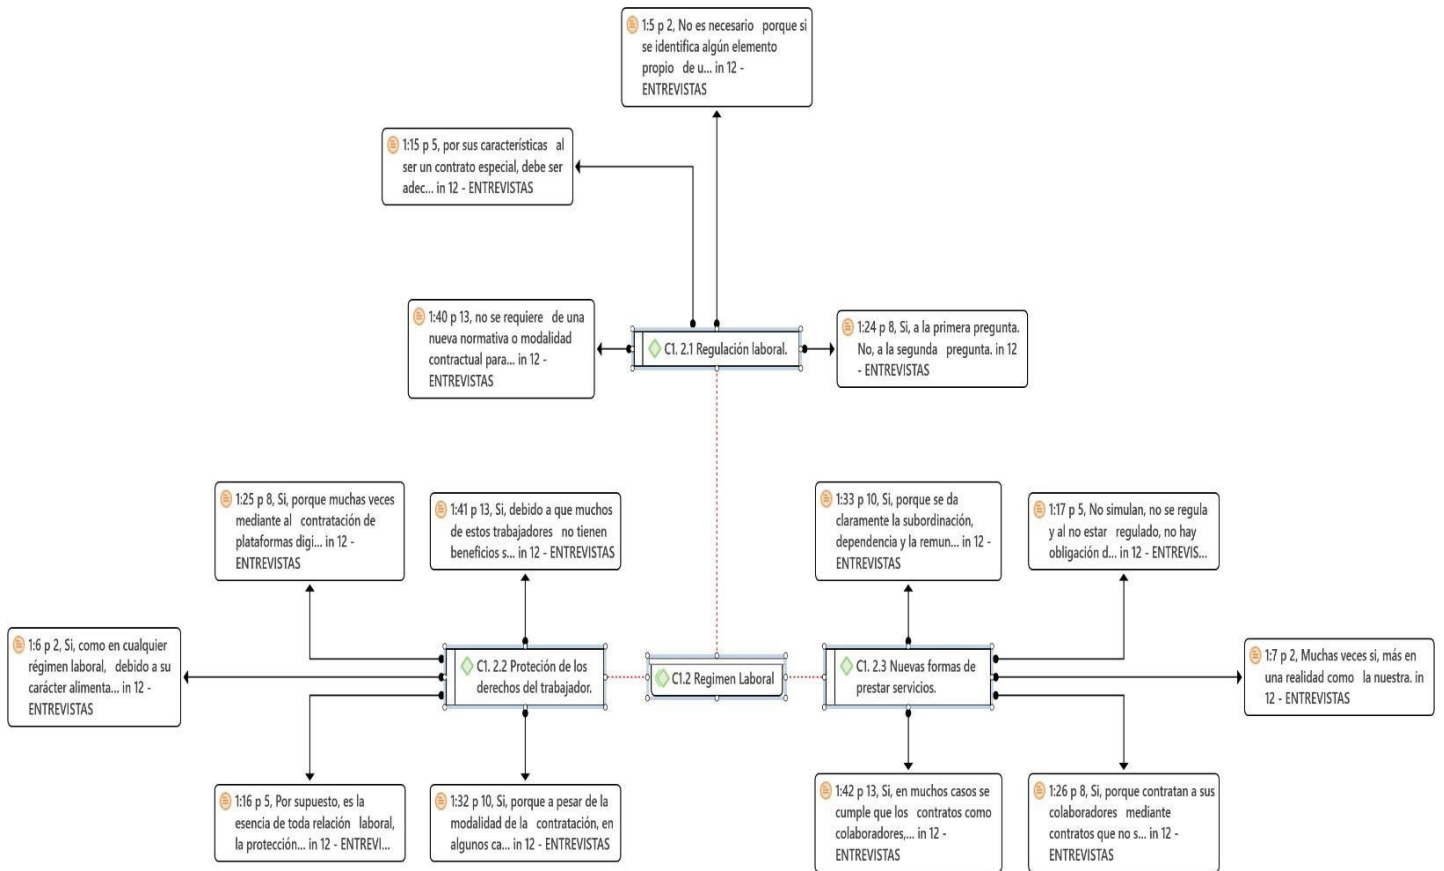 1:5 p 2, No es necesario porque si
se identifica algún elemento
propio de u... in 12 -
ENTREVISTAS
1:15 p 5, por sus características al
ser un contrato especial, debe ser
adec... in 12 - ENTREVISTAS
1:40 p 13, no se requiere de una
nueva normativa o modalidad
contractual para... in 12 -
ENTREVISTAS
C1. 2.1 Regulación laboral.
1:24 p 8, Si, a la primera pregunta.
No, a la segunda pregunta. in 12
- ENTREVISTAS
1:25 p 8, Si, porque muchas veces
mediante al contratación de
plataformas digi... in 12 -
ENTREVISTAS
1:41 p 13, Si, debido a que muchos
de estos trabajadores no tienen
beneficios s... in 12 - ENTREVISTAS
1:33 p 10, Si, porque se da
claramente la subordinación,
dependencia y la remun... in 12 -
ENTREVISTAS
1:17 p 5, No simulan, no se regula
y al no estar regulado, no hay
obligación d... in 12 - ENTREVIS...
1:6 p 2, Si, como en cualquier
régimen laboral, debido a su
carácter alimenta... in 12 -
ENTREVISTAS
C1. 2.2 Proteción de los
derechos del trabajador.
C1.2 Regimen Laboral
C1. 2.3 Nuevas formas de
prestar servicios.
1:7 p 2, Muchas veces si, más en
una realidad como la nuestra. in
12 - ENTREVISTAS
1:16 p 5, Por supuesto, es la
esencia de toda relación laboral,
la protección... in 12 - ENTREVI...
1:32 p 10, Si, porque a pesar de la
modalidad de la contratación, en
algunos ca... in 12 - ENTREVISTAS
1:42 p 13, Si, en muchos casos se
cumple que los contratos como
colaboradores,... in 12 -
ENTREVISTAS
1:26 p 8, Si, porque contratan a sus
colaboradores mediante
contratos que no s... in 12 -
ENTREVISTAS